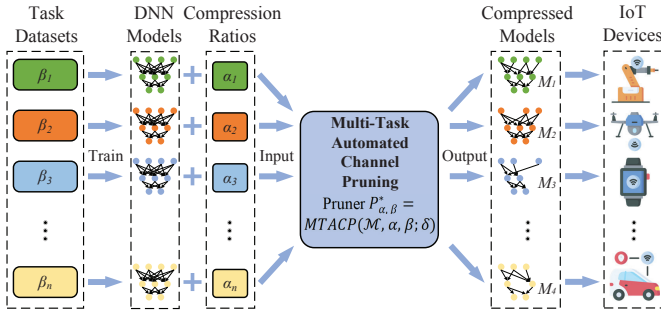 Task
Datasets
DNN
Models
Compression
Ratios
Compressed
Models
IoT
Devices
β1
β2
β3
⋮
βn
Train
+
+
+
+
α1
α2
α3
⋮
αn
Input
Multi-Task
Automated
Channel
Pruning
Pruner P*α,β =
MTACP(ℳ, α, β; δ)
Output
M1
M2
M3
⋮
M4
⋮